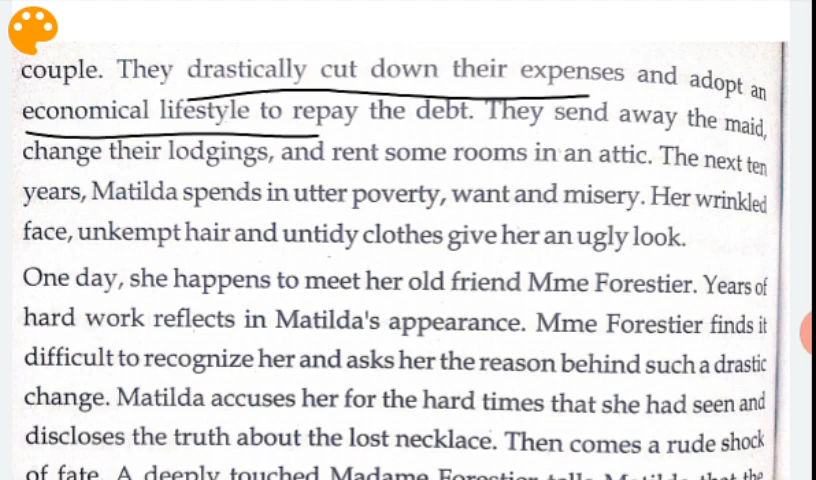 couple. They drastically cut down their expenses and adopt an
economical lifestyle to repay the debt. They send away the maid,
change their lodgings, and rent some rooms in an attic. The next ten
years, Matilda spends in utter poverty, want and misery. Her wrinkled
face, unkempt hair and untidy clothes give her an ugly look.
One day, she happens to meet her old friend Mme Forestier. Years of
hard work reflects in Matilda's appearance. Mme Forestier finds it
difficult to recognize her and asks her the reason behind such a drastic
change. Matilda accuses her for the hard times that she had seen and
discloses the truth about the lost necklace. Then comes a rude shock
of fate. A deeply touched Madame Forestier tells Matilda that the